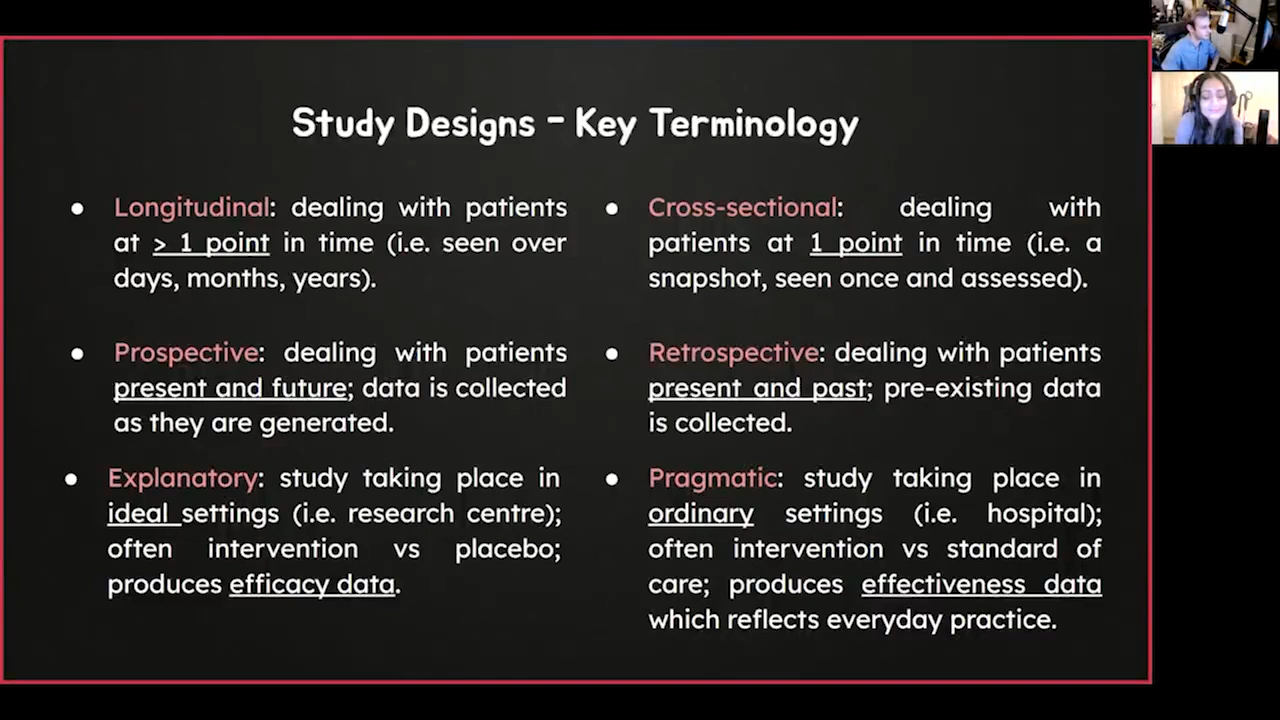 Study Designs - Key Terminology
● Longitudinal: dealing with patients
at > 1 point in time (i.e. seen over
days, months, years).
● Cross-sectional: dealing with
patients at 1 point in time (i.e. a
snapshot, seen once and assessed).
● Prospective: dealing with patients
present and future; data is collected
as they are generated.
● Retrospective: dealing with patients
present and past; pre-existing data
is collected.
● Explanatory: study taking place in
ideal settings (i.e. research centre);
often intervention vs placebo;
produces efficacy data.
● Pragmatic: study taking place in
ordinary settings (i.e. hospital);
often intervention vs standard of
care; produces effectiveness data
which reflects everyday practice.